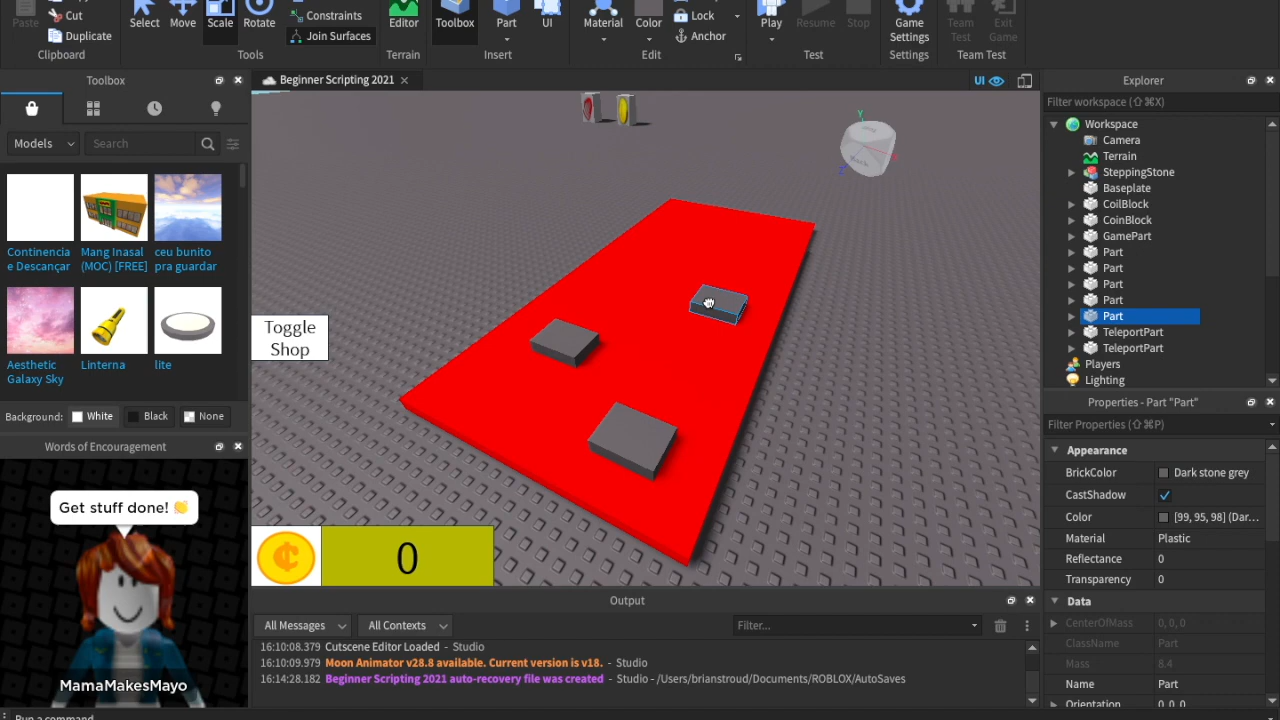 Paste
Cut
Duplicate
Clipboard
Select
Move
Scale
Rotate
Constraints
Join Surfaces
Tools
Editor
Terrain
Toolbox
Part
UI
Insert
Material
Color
Lock
Anchor
Edit
Play
Resume
Stop
Test
Game
Settings
Settings
Team
Test
Exit
Game
Team Test
Toolbox
Models
Search
Continencia
e Descançar
Mang Inasal
(MOC) [FREE]
ceu bunito
pra guardar
Aesthetic
Galaxy Sky
Linterna
lite
Background:
White
Black
None
Words of Encouragement
Get stuff done! 👏
MamaMakesMayo
Beginner Scripting 2021
UI
Y
Toggle
Shop
0
Output
All Messages
All Contexts
Filter...
16:10:08.379 Cutscene Editor Loaded - Studio
16:10:09.979 Moon Animator v28.8 available. Current version is v18. - Studio
16:14:28.182 Beginner Scripting 2021 auto-recovery file was created - Studio - /Users/brianstroud/Documents/ROBLOX/AutoSaves
Run a command
Explorer
Filter workspace (⇧⌘X)
Workspace
Camera
Terrain
SteppingStone
Baseplate
CoilBlock
CoinBlock
GamePart
Part
Part
Part
Part
Part
TeleportPart
TeleportPart
Players
Lighting
Properties - Part "Part"
Filter Properties (⇧⌘P)
Appearance
BrickColor Dark stone grey
CastShadow
Color [99, 95, 98] (Dar...
Material Plastic
Reflectance 0
Transparency 0
Data
CenterOfMass 0, 0, 0
ClassName Part
Mass 8.4
Name Part
Orientation 0, 0, 0